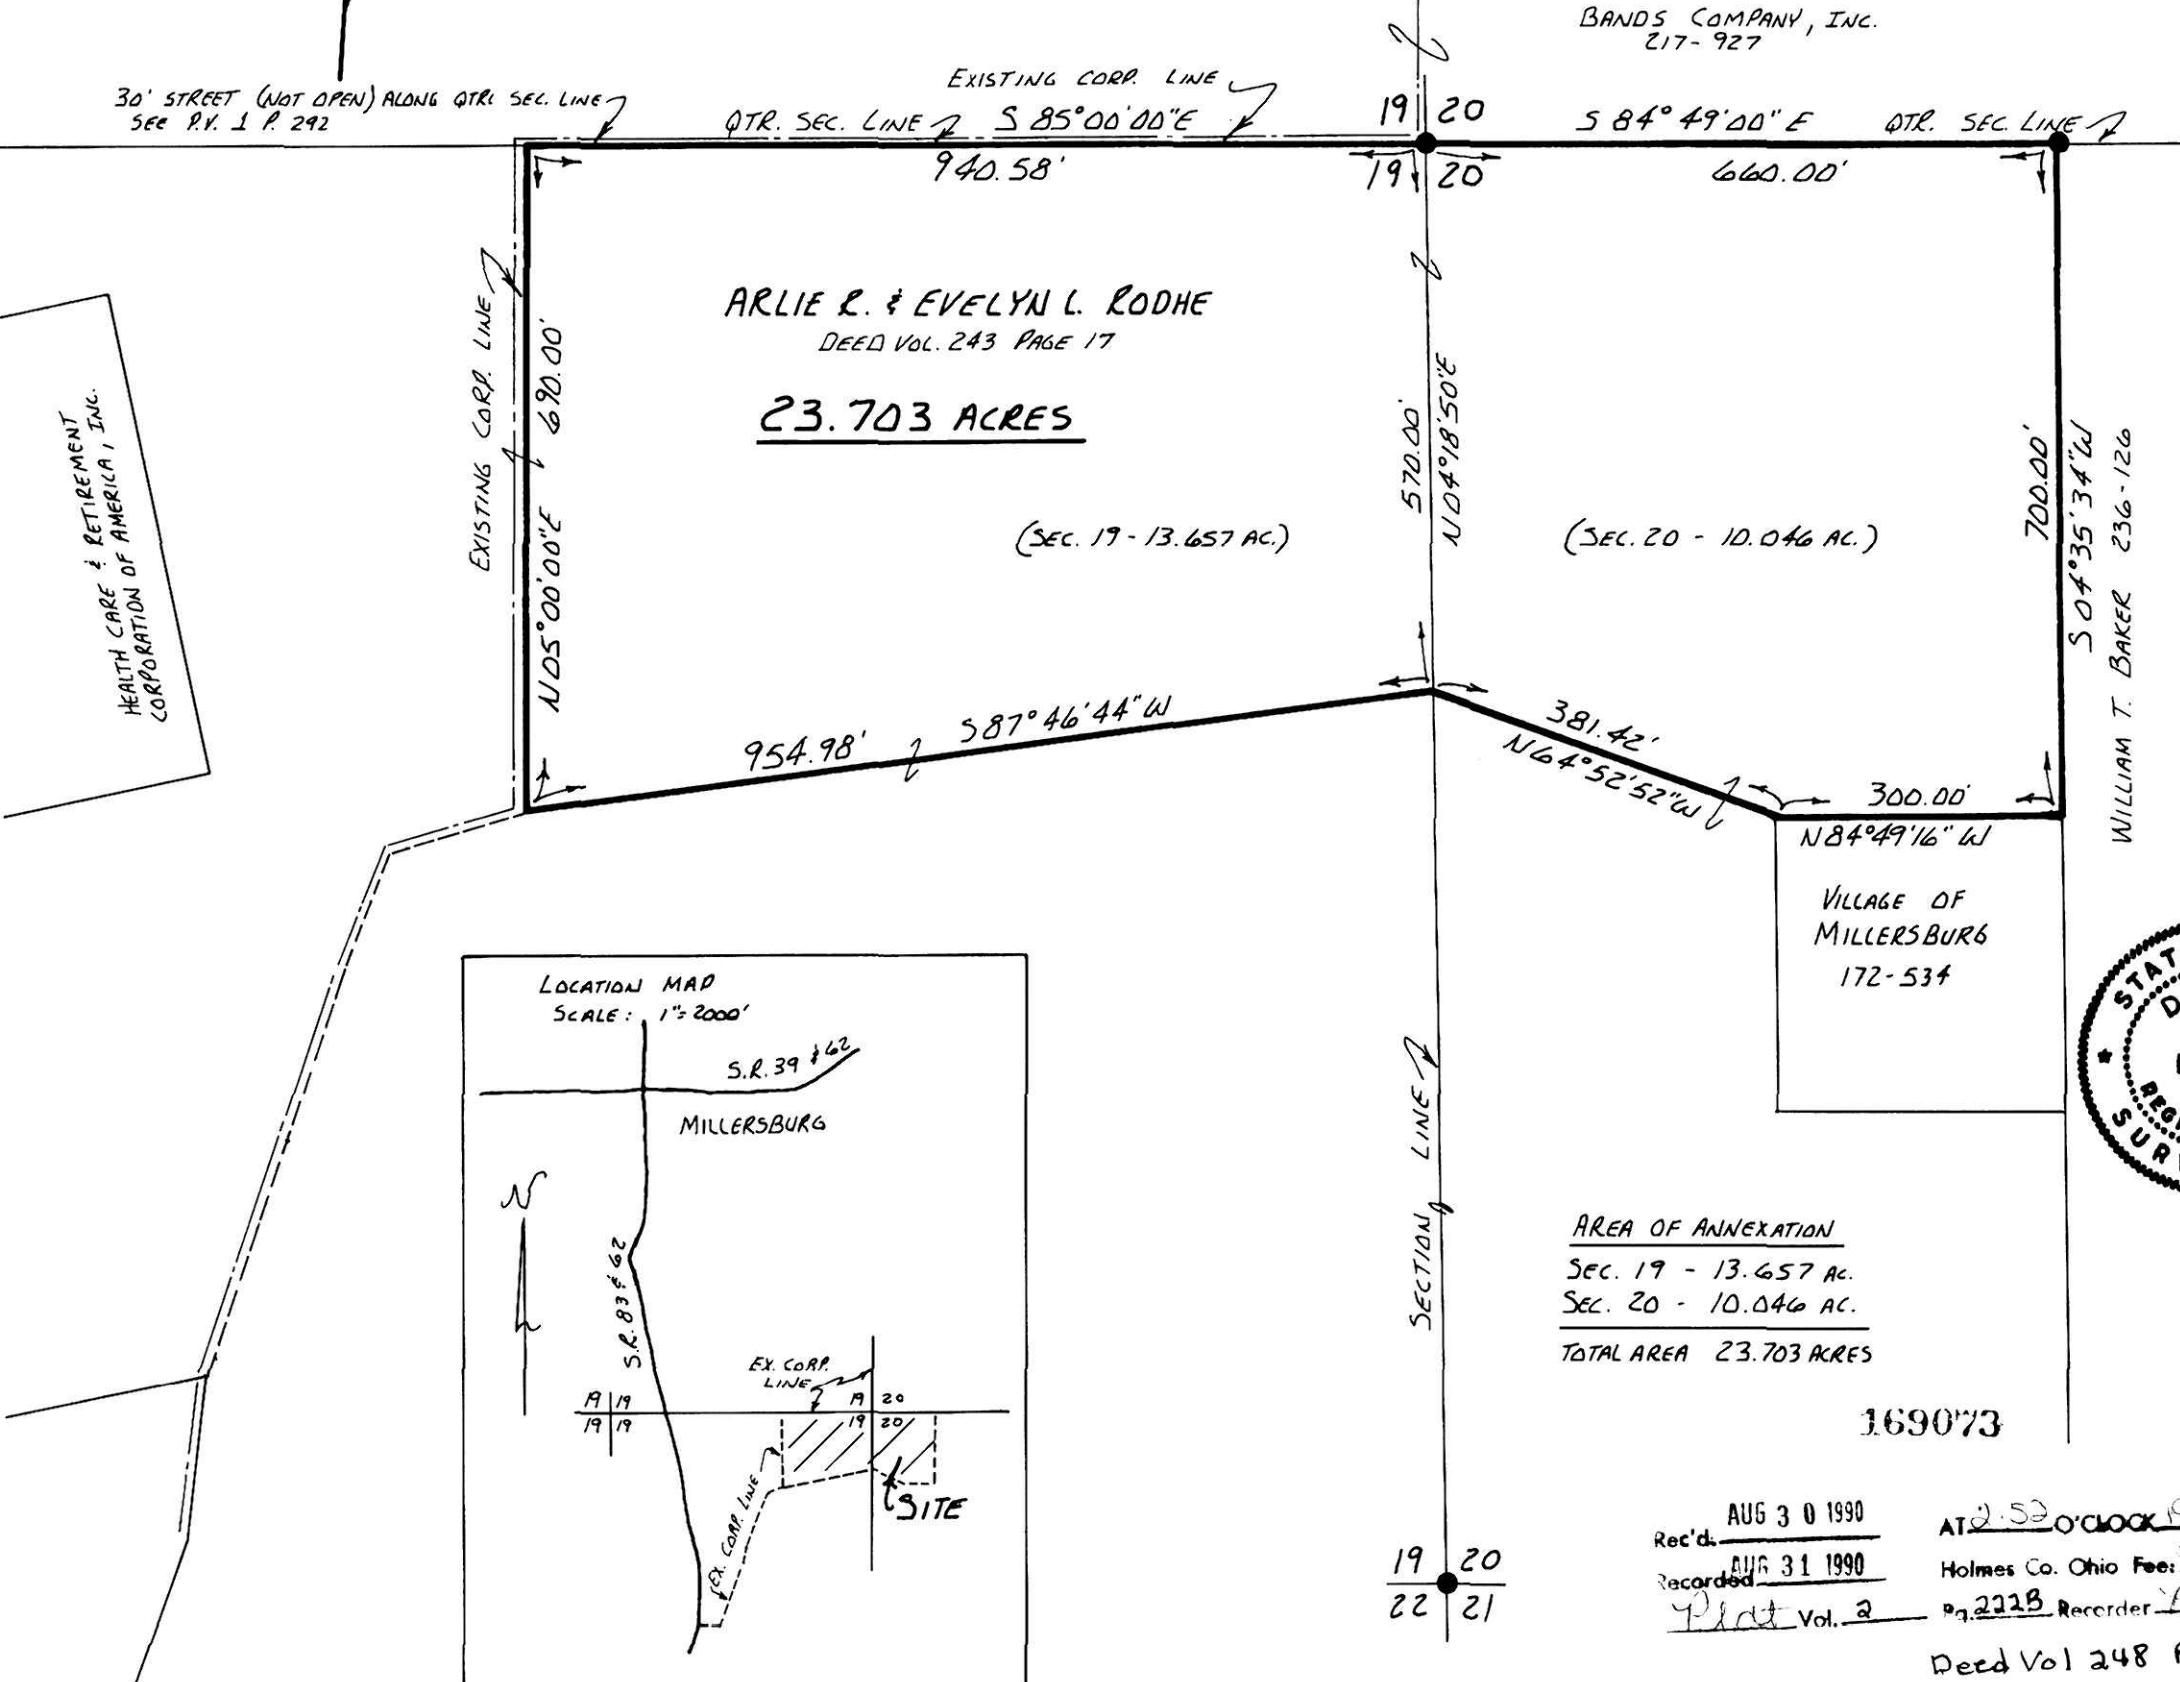 BANDS COMPANY, INC.
217-927
30' STREET (NOT OPEN) ALONG QTR. SEC. LINE
SEE P.V. 1 P. 292
EXISTING CORP. LINE
QTR. SEC. LINE
S 85°00'00"E
19 20
S 84°49'00" E
QTR. SEC. LINE
940.58'
19 20
660.00'
EXISTING CORP. LINE
N05°00'00"E 690.00'
ARLIE R. & EVELYN L. RODHE
DEED VOL. 243 PAGE 17
23.703 ACRES
(SEC. 19 - 13.657 AC.)
570.00'
N04°18'50"E
(SEC. 20 - 10.046 AC.)
700.00'
S 04°35'34"W
WILLIAM T. BAKER 236-126
HEALTH CARE & RETIREMENT
CORPORATION OF AMERICA, INC.
954.98'
S87°46'44"W
381.42'
N64°52'52"W
300.00'
N84°49'16"W
VILLAGE OF
MILLERSBURG
172-534
LOCATION MAP
SCALE: 1"=2000'
S.R. 39 & 62
MILLERSBURG
N
S.R. 83 & 62
EX. CORP.
LINE
19 19
19 20
19 19
19 20
EX. CORP. LINE
SITE
SECTION LINE
STAT
D
REG
SUR
AREA OF ANNEXATION
SEC. 19 - 13.657 AC.
SEC. 20 - 10.046 AC.
TOTAL AREA 23.703 ACRES
169073
19 20
22 21
Rec'd. AUG 30 1990 AT 2:52 O'CLOCK
Recorded AUG 31 1990 Holmes Co. Ohio Fee:
Plat Vol. 2 Pg. 222B Recorder
Deed Vol 248